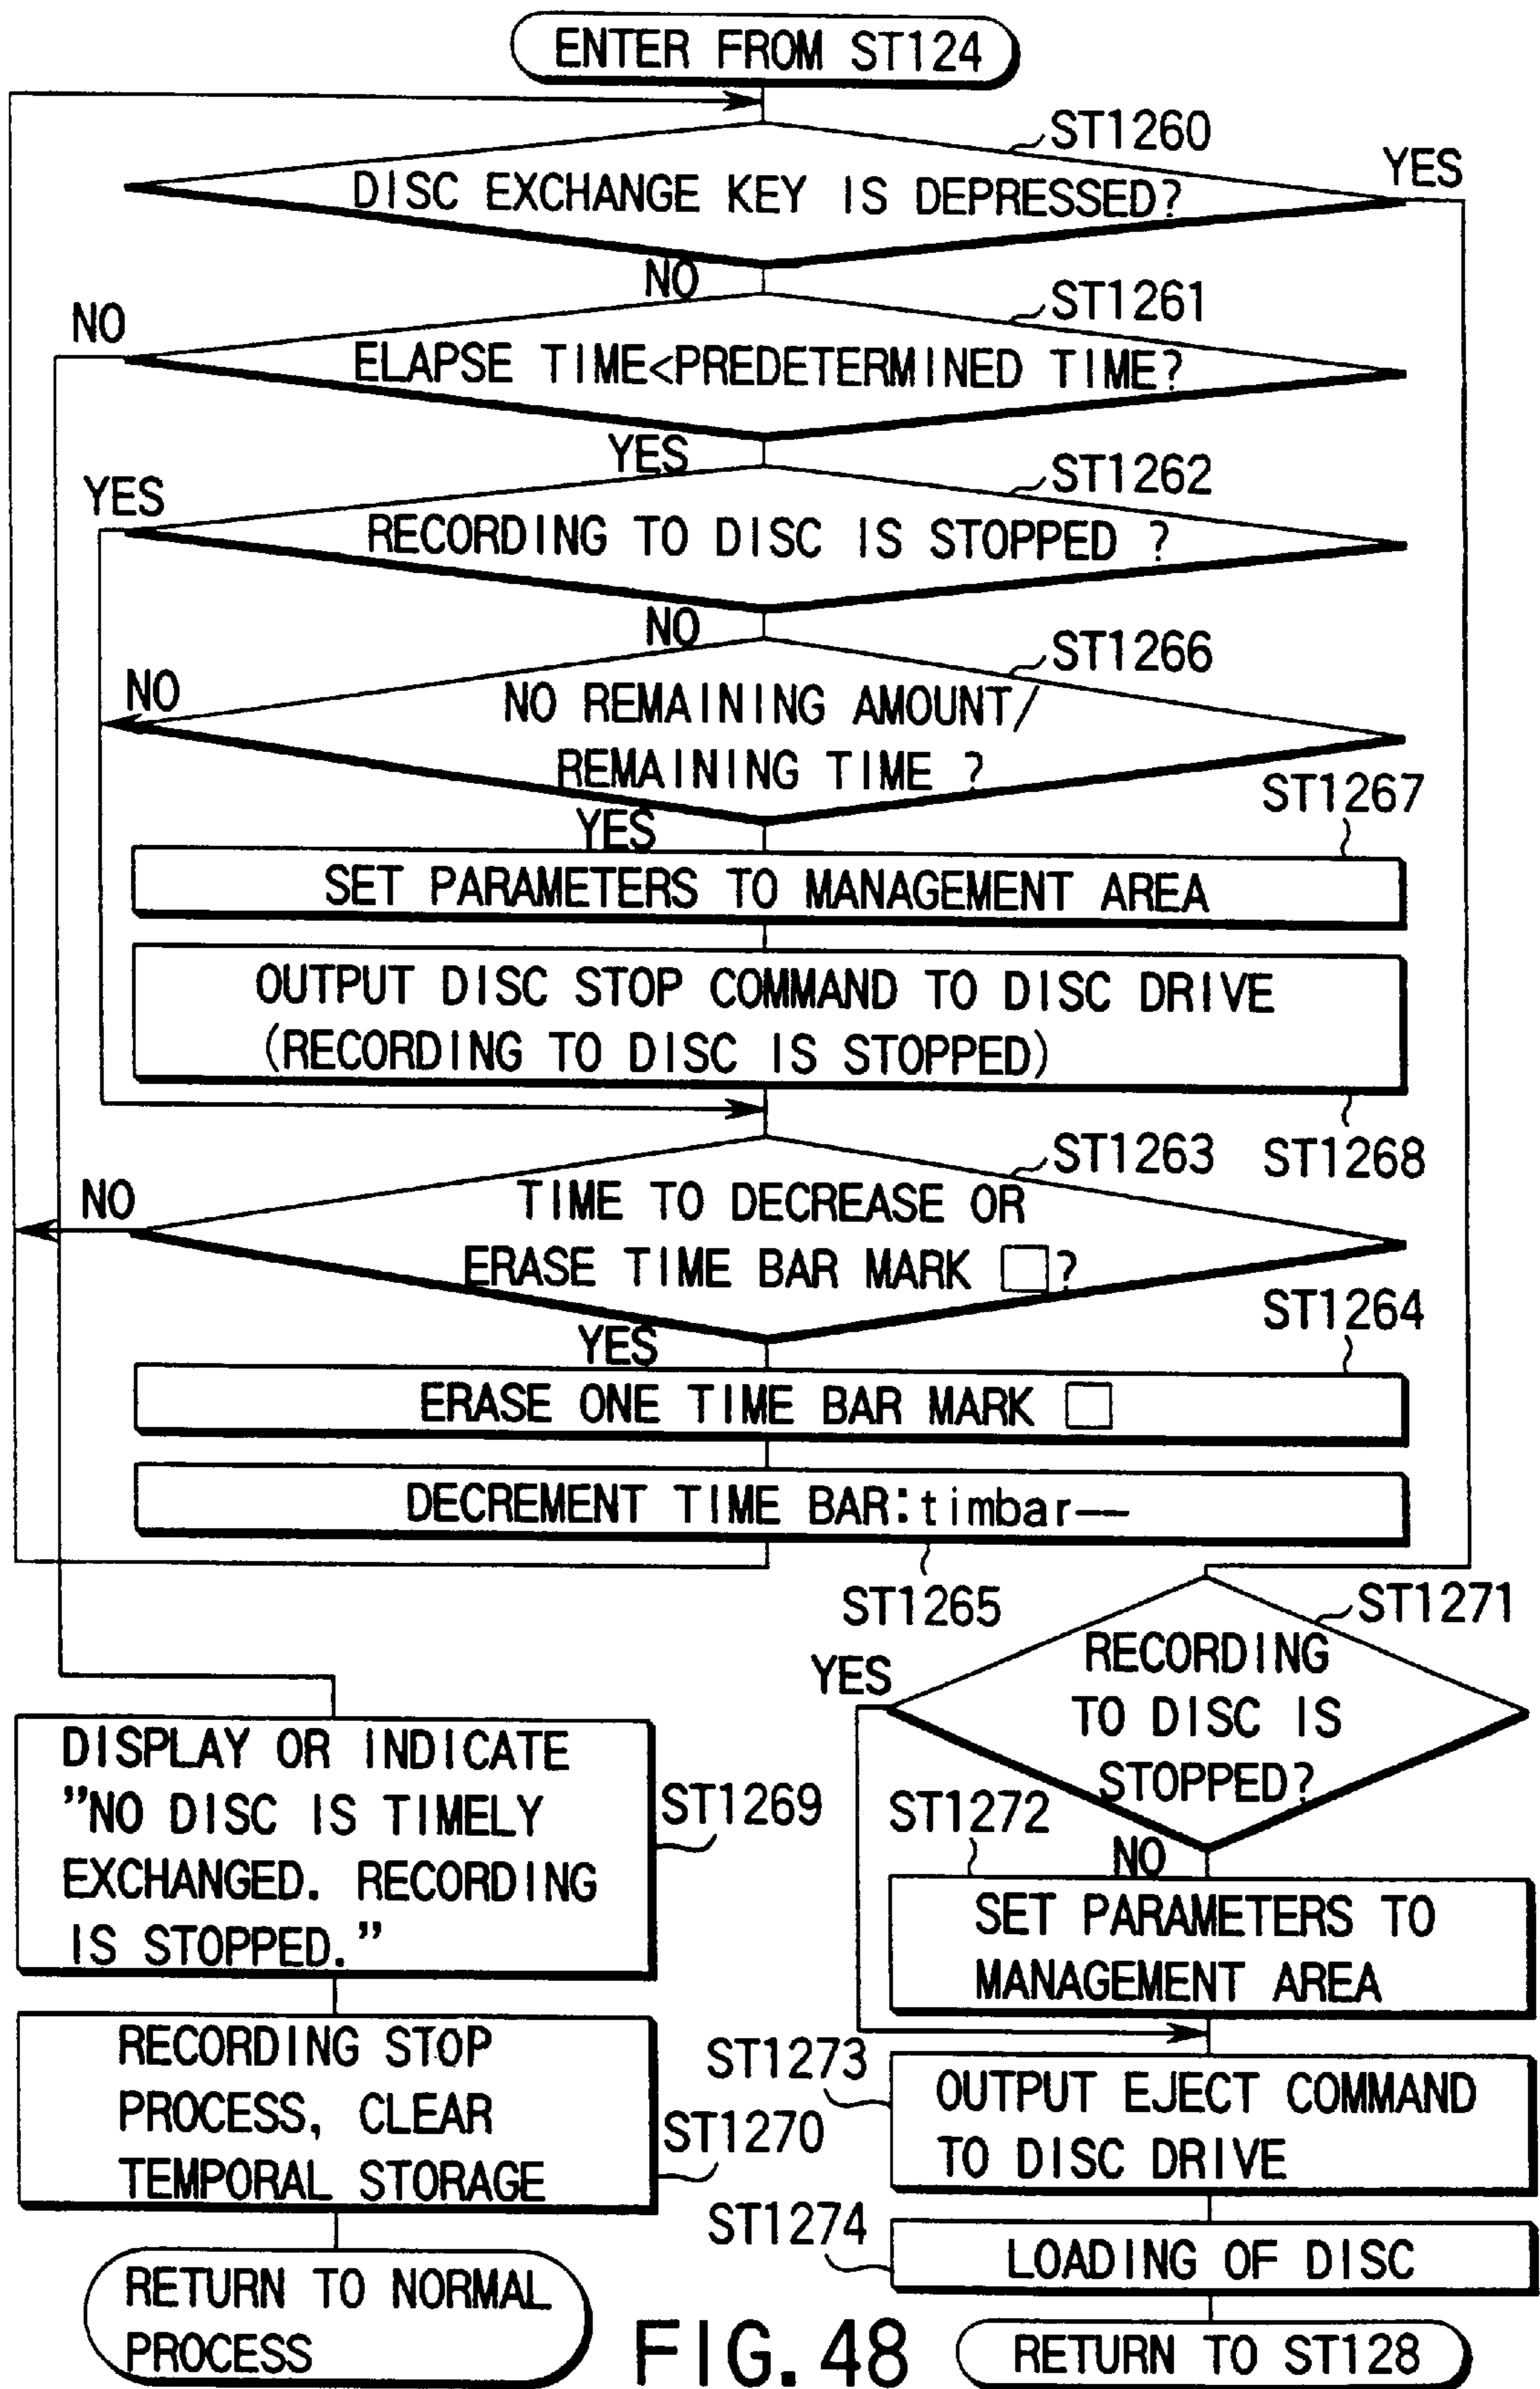 ENTER FROM ST124
ST1260
YES
DISC EXCHANGE KEY IS DEPRESSED?
NO
ST1261
NO
ELAPSE TIME<PREDETERMINED TIME?
YES
ST1262
YES
RECORDING TO DISC IS STOPPED ?
NO
ST1266
NO
NO REMAINING AMOUNT/
REMAINING TIME ?
ST1267
YES
SET PARAMETERS TO MANAGEMENT AREA
OUTPUT DISC STOP COMMAND TO DISC DRIVE
(RECORDING TO DISC IS STOPPED)
ST1268
ST1263
NO
TIME TO DECREASE OR
ERASE TIME BAR MARK □?
ST1264
YES
ERASE ONE TIME BAR MARK □
DECREMENT TIME BAR:timbar--
ST1265
ST1271
YES
RECORDING
TO DISC IS
STOPPED?
DISPLAY OR INDICATE
"NO DISC IS TIMELY
EXCHANGED. RECORDING
IS STOPPED."
ST1269
ST1272
NO
SET PARAMETERS TO
MANAGEMENT AREA
RECORDING STOP
PROCESS, CLEAR
TEMPORAL STORAGE
ST1270
ST1273
OUTPUT EJECT COMMAND
TO DISC DRIVE
ST1274
LOADING OF DISC
RETURN TO NORMAL
PROCESS
FIG. 48
RETURN TO ST128